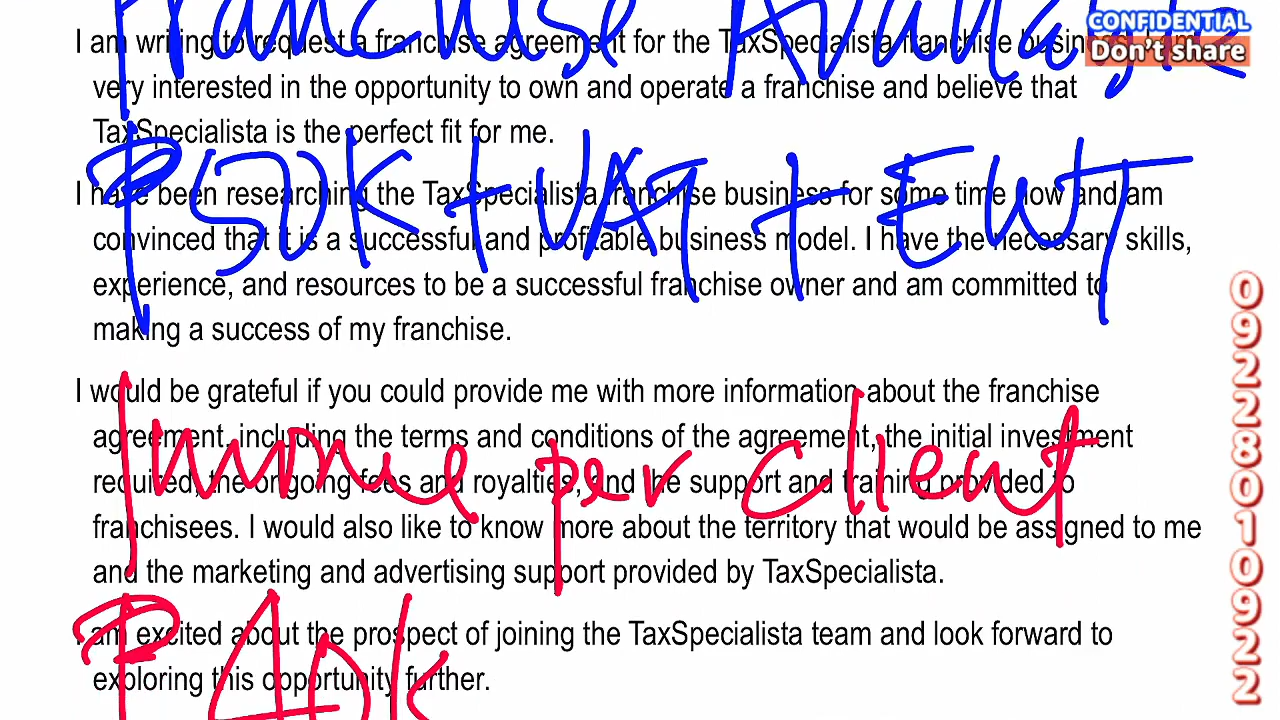 Franchise Available
CONFIDENTIAL
Don't share
I am writing to request a franchise agreement for the TaxSpecialista franchise business. I am
very interested in the opportunity to own and operate a franchise and believe that
TaxSpecialista is the perfect fit for me.
₱50K + VAT + EWT
I have been researching the TaxSpecialista franchise business for some time now and am
convinced that it is a successful and profitable business model. I have the necessary skills,
experience, and resources to be a successful franchise owner and am committed to
making a success of my franchise.
I would be grateful if you could provide me with more information about the franchise
agreement, including the terms and conditions of the agreement, the initial investment
required, the ongoing fees and royalties, and the support and training provided to
franchisees. I would also like to know more about the territory that would be assigned to me
and the marketing and advertising support provided by TaxSpecialista.
Income per client
₱40k
I am excited about the prospect of joining the TaxSpecialista team and look forward to
exploring this opportunity further.
09228010922